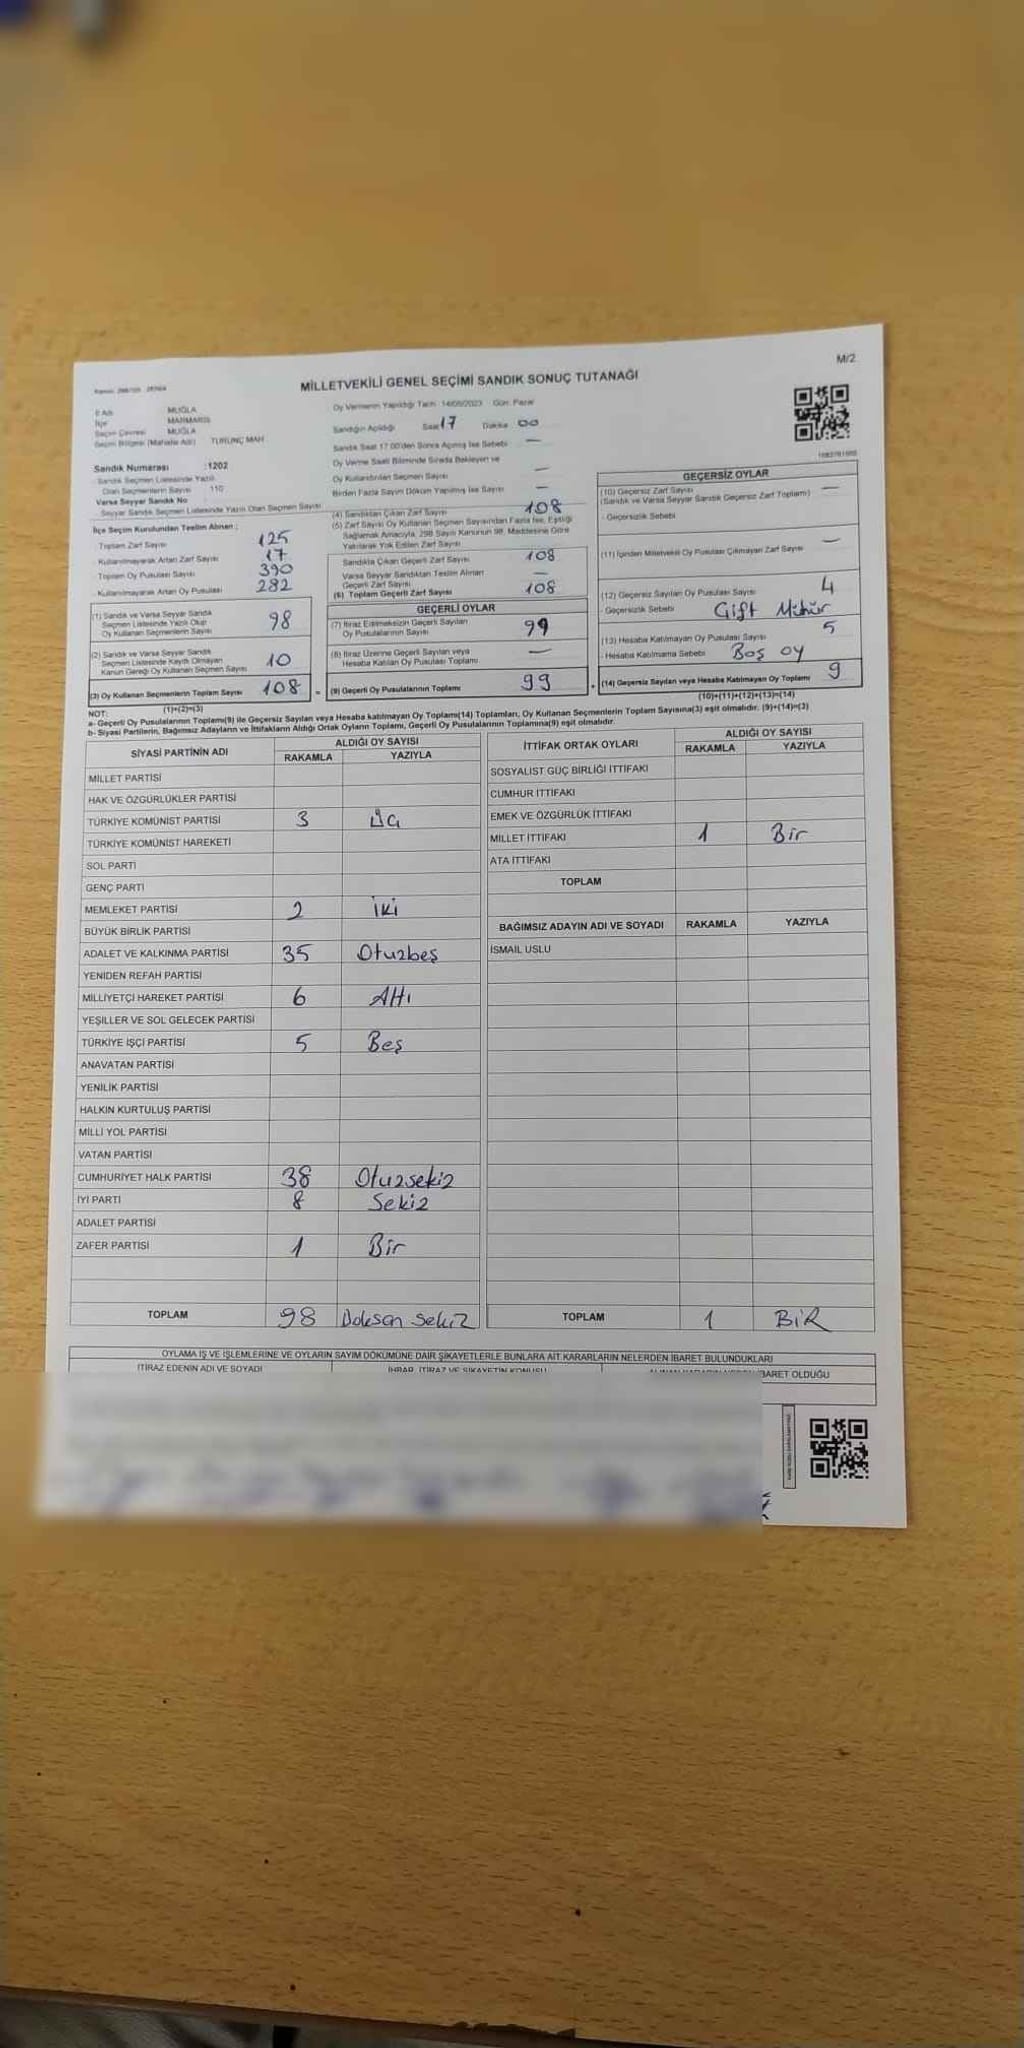 M/2
MİLLETVEKİLİ GENEL SEÇİMİ SANDIK SONUÇ TUTANAĞI
İl Adı MUĞLA
İlçe MARMARİS
Seçim Çevresi MUĞLA
Seçim Bölgesi (Mahalle Adı) TURUNÇ MAH
Sandık Numarası :1202
Sandık Seçmen Listesinde Yazılı
Olan Seçmenlerin Sayısı 110
Varsa Seyyar Sandık No
Seyyar Sandık Seçmen Listesinde Yazılı Olan Seçmen Sayısı
İlçe Seçim Kurulundan Teslim Alınan :
Toplam Zarf Sayısı 125
Kullanılmayarak Artan Zarf Sayısı 17
Toplam Oy Pusulası Sayısı 390
Kullanılmayarak Artan Oy Pusulası 282
(1) Sandık ve Varsa Seyyar Sandık
Seçmen Listesinde Yazılı Olup
Oy Kullanan Seçmenlerin Sayısı 98
(2) Sandık ve Varsa Seyyar Sandık
Seçmen Listesinde Kayıtlı Olmayan
Kanun Gereği Oy Kullanan Seçmen Sayısı 10
(3) Oy Kullanan Seçmenlerin Toplam Sayısı 108 =
(1)+(2)=(3)
Oy Vermenin Yapıldığı Tarih :14/05/2023 Gün: Pazar
Sandığın Açıldığı Saat 17 Dakika 00
Sandık Saat 17:00'den Sonra Açılmış İse Sebebi —
Oy Verme Saati Bitiminde Sırada Bekleyen ve
Oy Kullandırılan Seçmen Sayısı —
Birden Fazla Sayım Döküm Yapılmış İse Sayısı —
(4) Sandıktan Çıkan Zarf Sayısı 108
(5) Zarf Sayısı Oy Kullanan Seçmen Sayısından Fazla İse, Eşitliği
Sağlamak Amacıyla, 298 Sayılı Kanunun 98. Maddesine Göre
Yakılarak Yok Edilen Zarf Sayısı
Sandıkta Çıkan Geçerli Zarf Sayısı 108
Varsa Seyyar Sandıktan Teslim Alınan
Geçerli Zarf Sayısı —
(6) Toplam Geçerli Zarf Sayısı 108
GEÇERLİ OYLAR
(7) İtiraz Edilmeksizin Geçerli Sayılan
Oy Pusulalarının Sayısı 99
(8) İtiraz Üzerine Geçerli Sayılan veya
Hesaba Katılan Oy Pusulası Toplamı —
(9) Geçerli Oy Pusulalarının Toplamı 99 +
GEÇERSİZ OYLAR
(10) Geçersiz Zarf Sayısı —
(Sandık ve Varsa Seyyar Sandık Geçersiz Zarf Toplamı)
- Geçersizlik Sebebi
(11) İçinden Milletvekili Oy Pusulası Çıkmayan Zarf Sayısı —
(12) Geçersiz Sayılan Oy Pusulası Sayısı 4
- Geçersizlik Sebebi Çift Mühür
(13) Hesaba Katılmayan Oy Pusulası Sayısı 5
- Hesaba Katılmama Sebebi Boş oy
(14) Geçersiz Sayılan veya Hesaba Katılmayan Oy Toplamı 9
(10)+(11)+(12)+(13)=(14)
NOT:
a- Geçerli Oy Pusulalarının Toplamı(9) ile Geçersiz Sayılan veya Hesaba katılmayan Oy Toplamı(14) Toplamları, Oy Kullanan Seçmenlerin Toplam Sayısına(3) eşit olmalıdır. (9)+(14)=(3)
b- Siyasi Partilerin, Bağımsız Adayların ve İttifakların Aldığı Ortak Oyların Toplamı, Geçerli Oy Pusulalarının Toplamına(9) eşit olmalıdır.
SİYASİ PARTİNİN ADI ALDIĞI OY SAYISI
RAKAMLA YAZIYLA
MİLLET PARTİSİ
HAK VE ÖZGÜRLÜKLER PARTİSİ
TÜRKİYE KOMÜNİST PARTİSİ 3 Üç
TÜRKİYE KOMÜNİST HAREKETİ
SOL PARTİ
GENÇ PARTİ
MEMLEKET PARTİSİ 2 iki
BÜYÜK BİRLİK PARTİSİ
ADALET VE KALKINMA PARTİSİ 35 Otuzbeş
YENİDEN REFAH PARTİSİ
MİLLİYETÇİ HAREKET PARTİSİ 6 Altı
YEŞİLLER VE SOL GELECEK PARTİSİ
TÜRKİYE İŞÇİ PARTİSİ 5 Beş
ANAVATAN PARTİSİ
YENİLİK PARTİSİ
HALKIN KURTULUŞ PARTİSİ
MİLLİ YOL PARTİSİ
VATAN PARTİSİ
CUMHURİYET HALK PARTİSİ 38 Otuzsekiz
İYİ PARTİ 8 Sekiz
ADALET PARTİSİ
ZAFER PARTİSİ 1 Bir
TOPLAM 98 Doksan Sekiz
İTTİFAK ORTAK OYLARI ALDIĞI OY SAYISI
RAKAMLA YAZIYLA
SOSYALİST GÜÇ BİRLİĞİ İTTİFAKI
CUMHUR İTTİFAKI
EMEK VE ÖZGÜRLÜK İTTİFAKI
MİLLET İTTİFAKI 1 Bir
ATA İTTİFAKI
TOPLAM
BAĞIMSIZ ADAYIN ADI VE SOYADI RAKAMLA YAZIYLA
İSMAİL USLU
TOPLAM 1 BİR
OYLAMA İŞ VE İŞLEMLERİNE VE OYLARIN SAYIM DÖKÜMÜNE DAİR ŞİKAYETLERLE BUNLARA AİT KARARLARIN NELERDEN İBARET BULUNDUKLARI
İTİRAZ EDENİN ADI VE SOYADI İHBAR, İTİRAZ VE ŞİKAYETİN KONUSU İBARET OLDUĞU